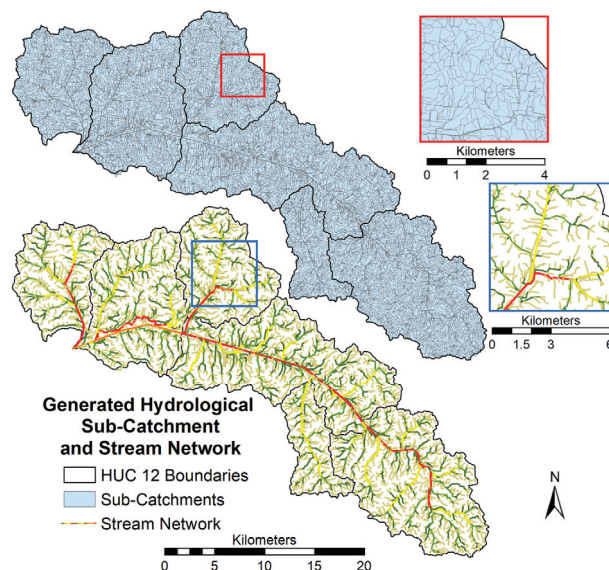 Kilometers
0 1 2 4
Kilometers
0 1.5 3 6
Generated Hydrological
Sub-Catchment
and Stream Network
HUC 12 Boundaries
Sub-Catchments
Stream Network
N
Kilometers
0 5 10 15 20